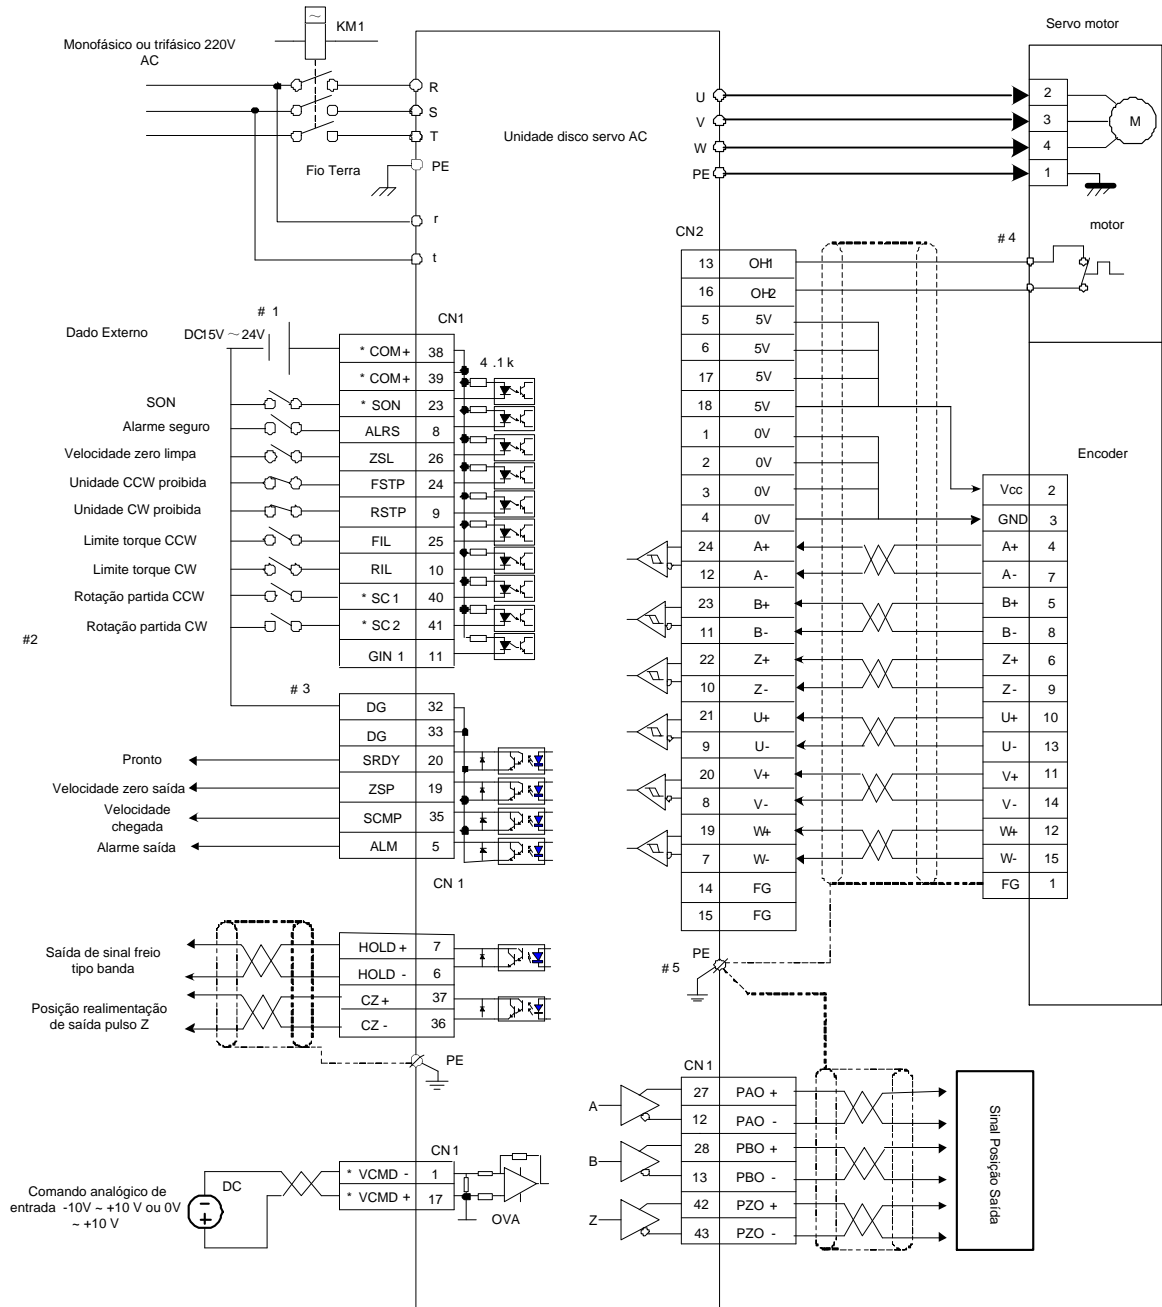 KM1
~
Monofásico ou trifásico 220V
AC
R
S
T
Fio Terra
PE
r
t
Unidade disco servo AC
U
V
W
PE
Servo motor
2
3
4
1
M
motor
# 4
# 1
Dado Externo
DC15V ~ 24V
CN1
4 .1 k
* COM+ 38
* COM+ 39
SON * SON 23
Alarme seguro ALRS 8
Velocidade zero limpa ZSL 26
Unidade CCW proibida FSTP 24
Unidade CW proibida RSTP 9
Limite torque CCW FIL 25
Limite torque CW RIL 10
Rotação partida CCW * SC 1 40
Rotação partida CW * SC 2 41
#2
GIN 1 11
# 3
DG 32
DG 33
Pronto SRDY 20
Velocidade zero saída ZSP 19
Velocidade
chegada
SCMP 35
Alarme saída ALM 5
CN 1
Saída de sinal freio
tipo banda
HOLD + 7
HOLD - 6
Posição realimentação
de saída pulso Z
CZ + 37
CZ - 36
PE
CN 1
Comando analógico de
entrada -10V ~ +10 V ou 0V
~ +10 V
DC
+
−
* VCMD - 1
* VCMD + 17
OVA
CN2
13 OH1
16 OH2
5 5V
6 5V
17 5V
18 5V
1 0V
2 0V
3 0V
4 0V
24 A+
12 A-
23 B+
11 B-
22 Z+
10 Z-
21 U+
9 U-
20 V+
8 V-
19 W+
7 W-
14 FG
15 FG
Encoder
Vcc 2
GND 3
A+ 4
A- 7
B+ 5
B- 8
Z+ 6
Z- 9
U+ 10
U- 13
V+ 11
V- 14
W+ 12
W- 15
FG 1
PE
# 5
CN 1
A
27 PAO +
12 PAO -
B
28 PBO +
13 PBO -
Z
42 PZO +
43 PZO -
Sinal Posição Saída